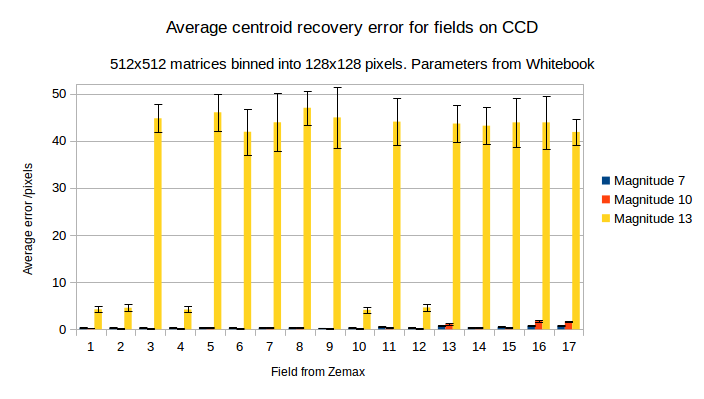 Average centroid recovery error for fields on CCD
512x512 matrices binned into 128x128 pixels. Parameters from Whitebook
50
40
30
20
10
0
Average error /pixels
1 2 3 4 5 6 7 8 9 10 11 12 13 14 15 16 17
Field from Zemax
Magnitude 7
Magnitude 10
Magnitude 13